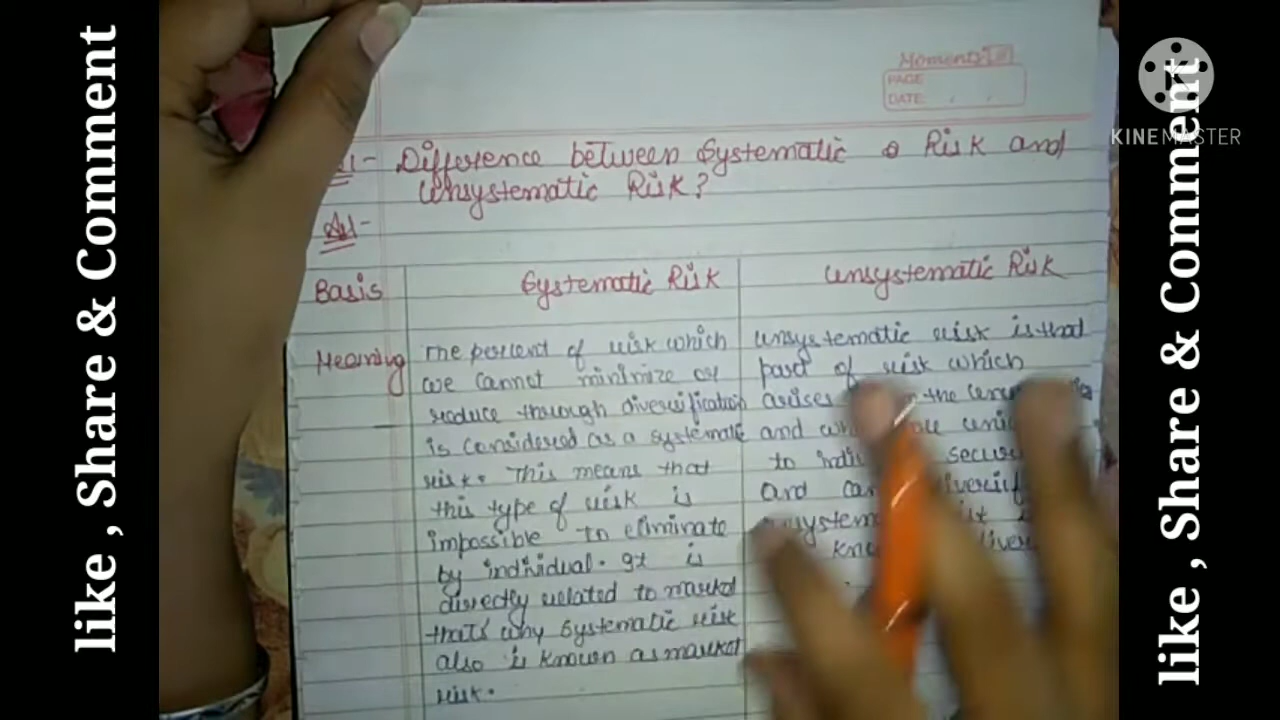 liike , Share & Comment
KINEMASTER
like , Share & Comment
PAGE
DATE
Difference between Systematic Risk and
Unsystematic Risk?
Basis
Systematic Risk
Unsystematic Risk
Meaning
The percent of risk which
we cannot minimize or
reduce through diversification
is considered as a systematic
risk. This means that
this type of risk is
impossible to eliminate
by individual. It is
directly related to market
that's why systematic risk
also is known as market
risk.
unsystematic risk is that
part of risk which
arises the
and
to
and